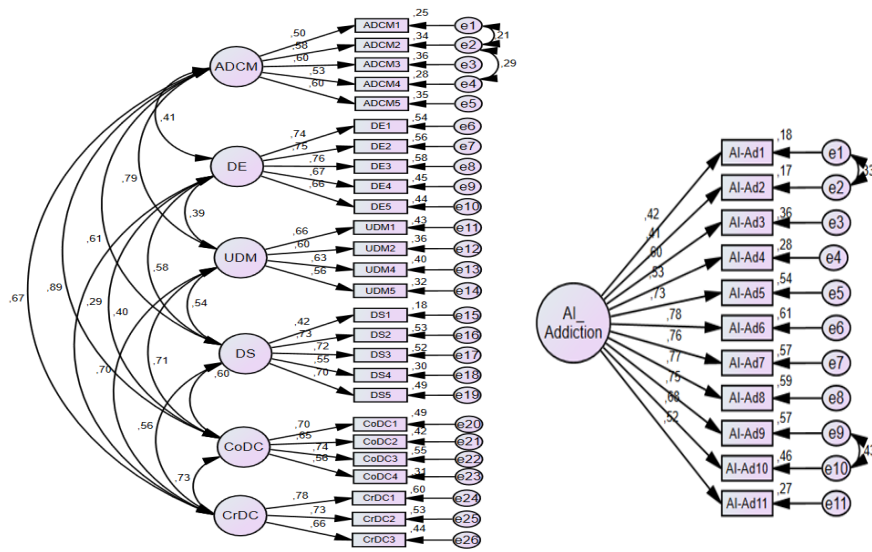 ,50 ADCM1 ,25 e1
,58 ADCM2 ,34 e2 ,21
,60 ADCM3 ,36 e3
,53 ADCM4 ,28 e4 ,29
,60 ADCM5 ,35 e5
ADCM
,74 DE1 ,54 e6
,75 DE2 ,56 e7
,76 DE3 ,58 e8
,67 DE4 ,45 e9
,66 DE5 ,44 e10
DE
,66 UDM1 ,43 e11
,60 UDM2 ,36 e12
,63 UDM4 ,40 e13
,56 UDM5 ,32 e14
UDM
,42 DS1 ,18 e15
,73 DS2 ,53 e16
,72 DS3 ,52 e17
,55 DS4 ,30 e18
,70 DS5 ,49 e19
DS
,70 CoDC1 ,49 e20
,65 CoDC2 ,42 e21
,74 CoDC3 ,55 e22
,56 CoDC4 ,31 e23
CoDC
,78 CrDC1 ,60 e24
,73 CrDC2 ,53 e25
,66 CrDC3 ,44 e26
CrDC
,41
,79
,39
,61
,58
,54
,67
,89
,29
,40
,70
,71
,60
,56
,73
AI_
Addiction
,42 AI-Ad1 ,18 e1
,41 AI-Ad2 ,17 e2
,60 AI-Ad3 ,36 e3
,53 AI-Ad4 ,28 e4
,73 AI-Ad5 ,54 e5
,78 AI-Ad6 ,61 e6
,76 AI-Ad7 ,57 e7
,77 AI-Ad8 ,59 e8
,75 AI-Ad9 ,57 e9
,68 AI-Ad10 ,46 e10
,52 AI-Ad11 ,27 e11
,43